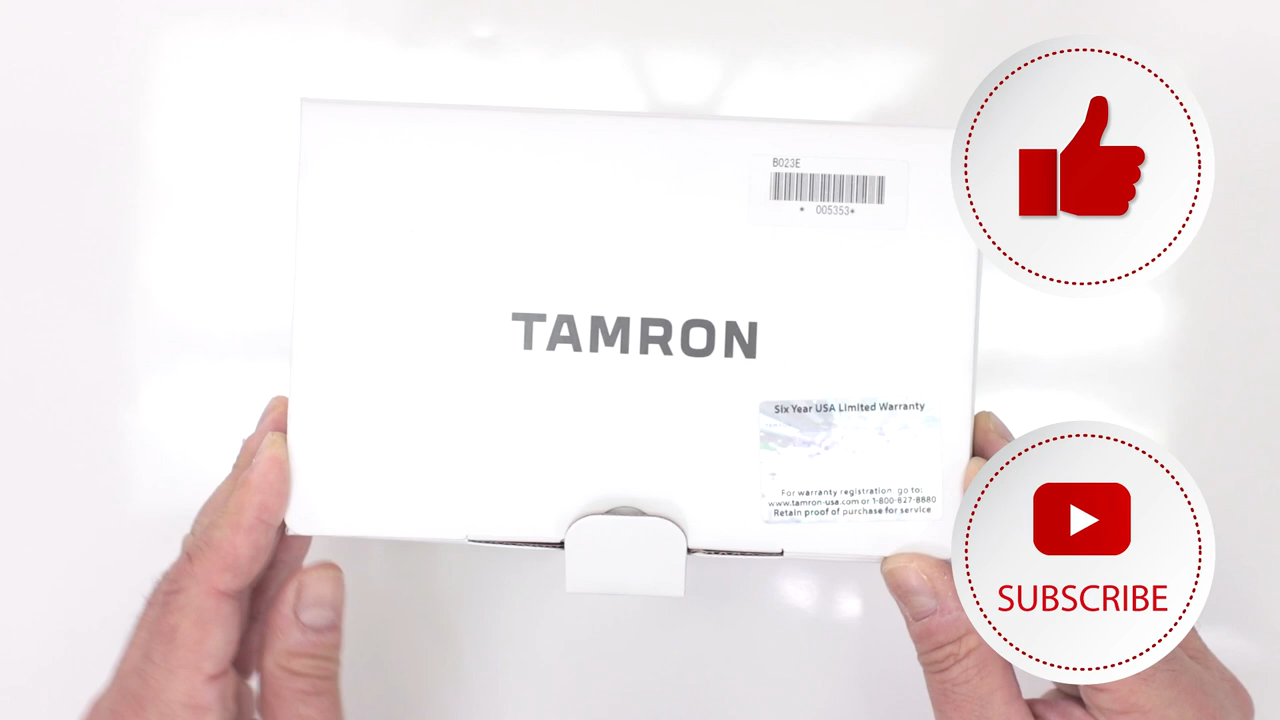 B023E
* 005353*
TAMRON
Six Year USA Limited Warranty
For warranty registration, go to:
www.tamron-usa.com or 1-800-827-8880
Retain proof of purchase for service
SUBSCRIBE